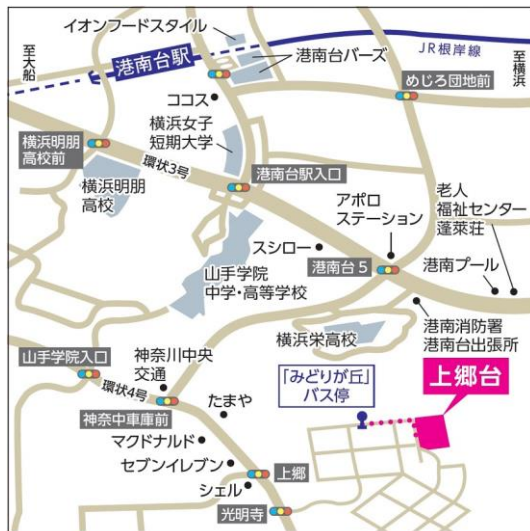 イオンフードスタイル
JR根岸線
至大船
港南台駅
港南台バーズ
至横浜
めじろ団地前
ココス
横浜女子
短期大学
横浜明朋
高校前
環状3号
横浜明朋
高校
港南台駅入口
老人
福祉センター
蓬萊荘
アポロ
ステーション
スシロー
港南台5
港南プール
山手学院
中学・高等学校
港南消防署
港南台出張所
横浜栄高校
山手学院入口
神奈川中央
交通
「みどりが丘」
バス停
上郷台
環状4号
たまや
神奈中車庫前
マクドナルド
セブンイレブン
上郷
シェル
光明寺